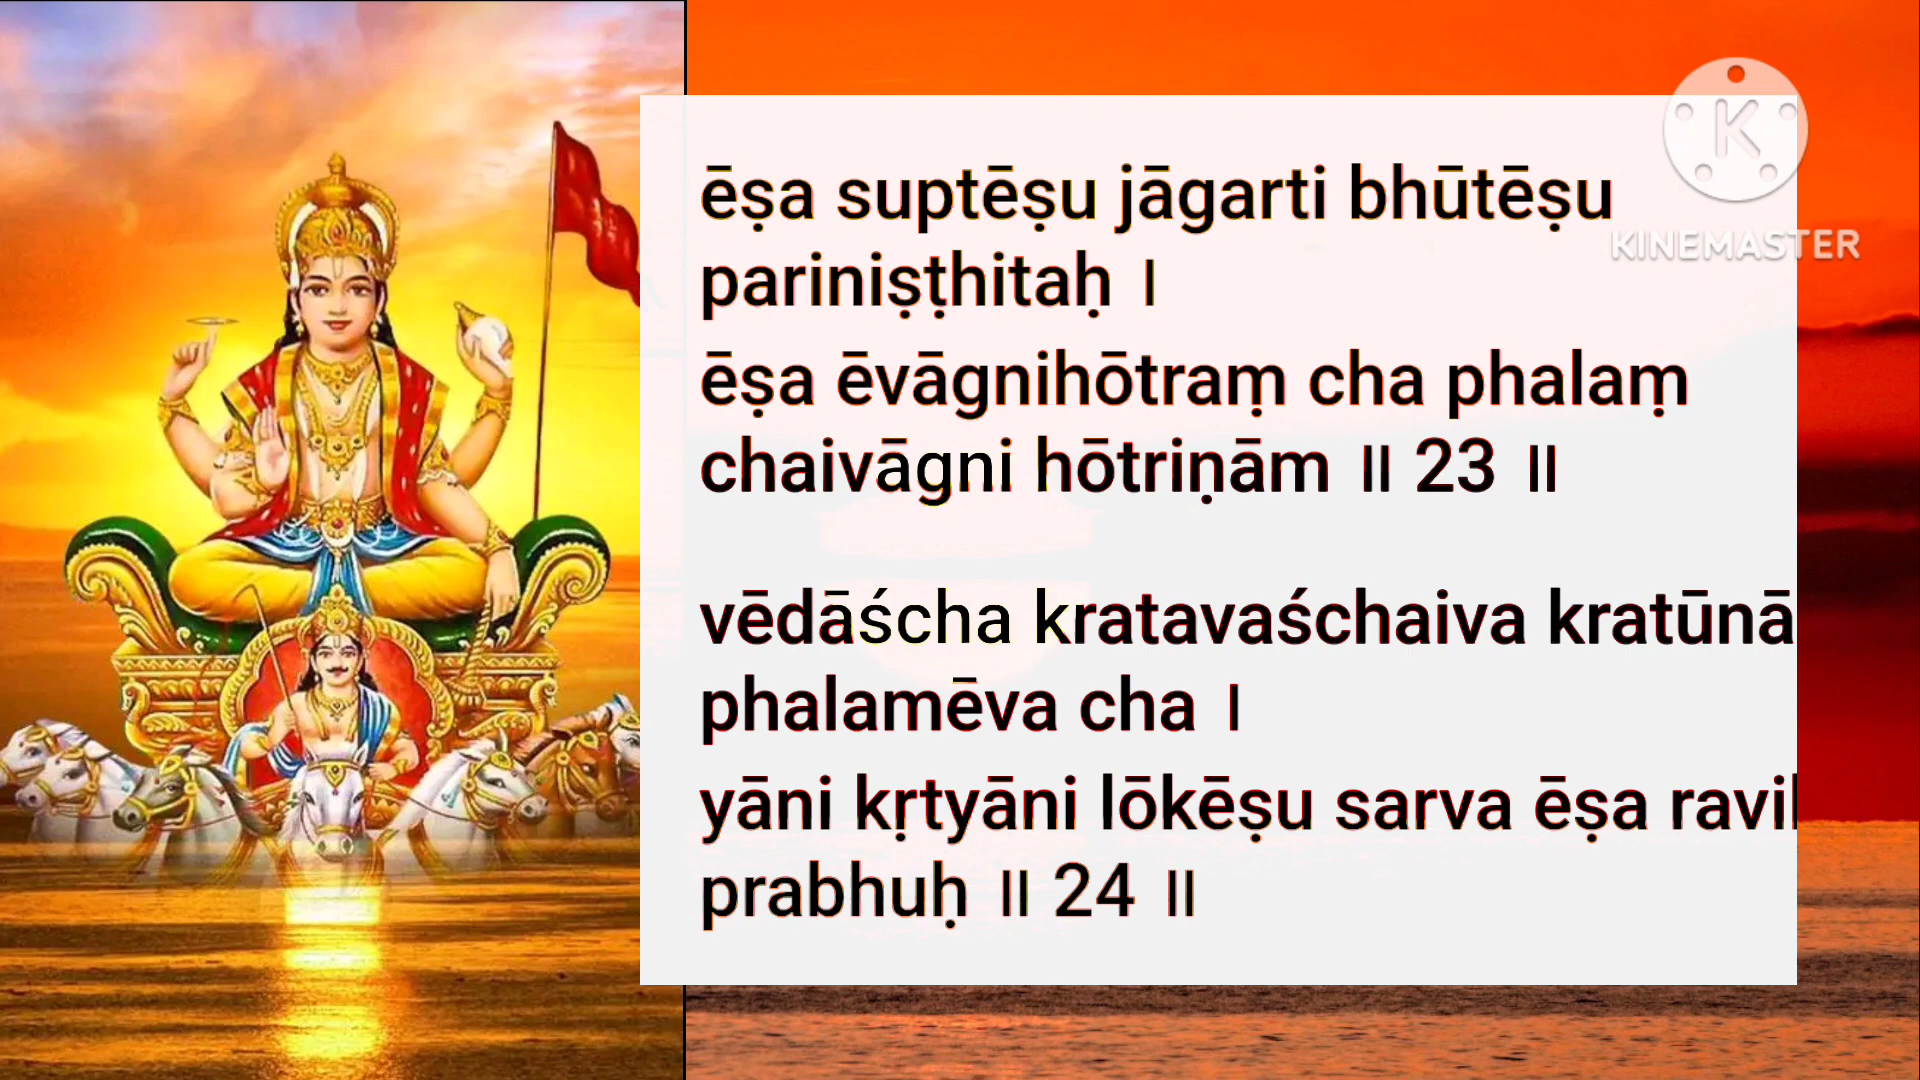 K
KINEMASTER
ēṣa suptēṣu jāgarti bhūtēṣu
pariniṣṭhitaḥ ।
ēṣa ēvāgnihōtraṃ cha phalaṃ
chaivāgni hōtriṇām ॥ 23 ॥
vēdāścha kratavaśchaiva kratūnā
phalamēva cha ।
yāni kṛtyāni lōkēṣu sarva ēṣa ravi
prabhuḥ ॥ 24 ॥